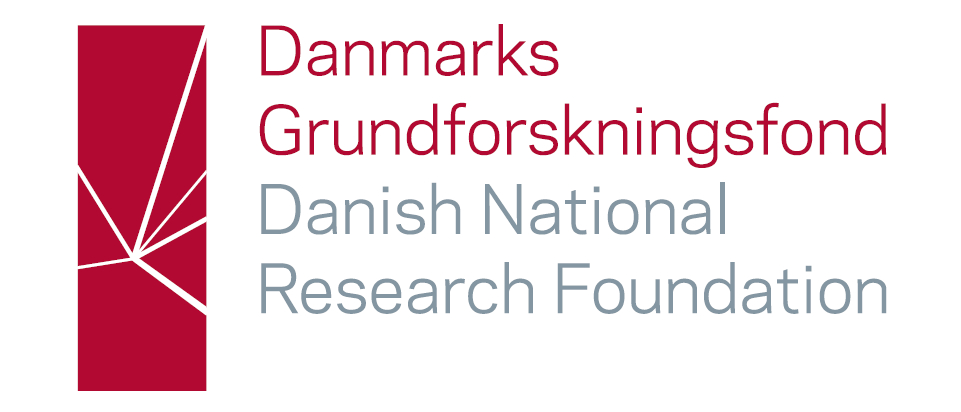 Danmarks
Grundforskningsfond
Danish National
Research Foundation